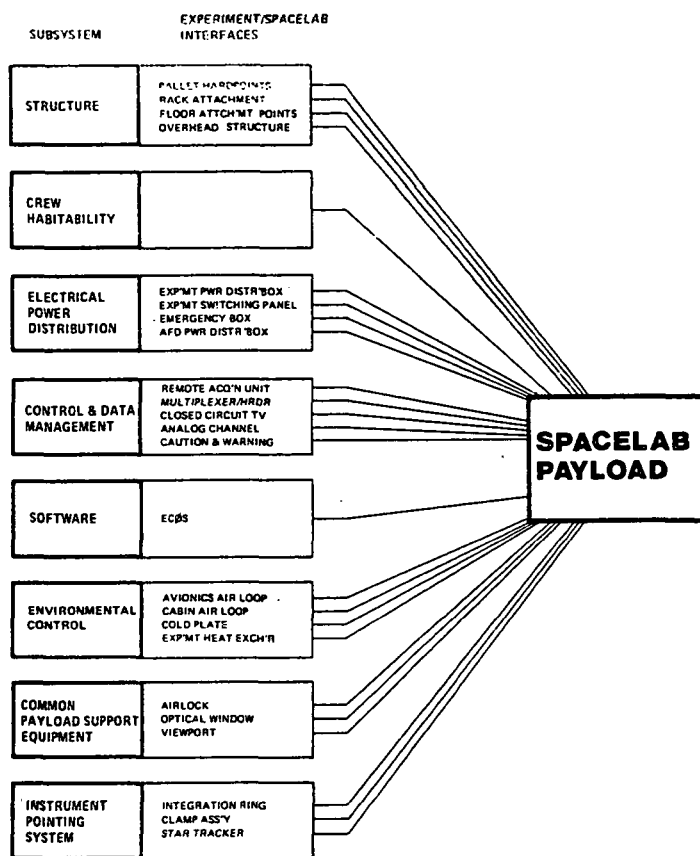 SUBSYSTEM
EXPERIMENT/SPACELAB
INTERFACES
STRUCTURE
PALLET HARDPOINTS
RACK ATTACHMENT
FLOOR ATTCH'MT POINTS
OVERHEAD STRUCTURE
CREW
HABITABILITY
ELECTRICAL
POWER
DISTRIBUTION
EXP'MT PWR DISTR'BOX
EXP'MT SWITCHING PANEL
EMERGENCY BOX
AFD PWR DISTR'BOX
CONTROL & DATA
MANAGEMENT
REMOTE ACQ'N UNIT
MULTIPLEXER/HRDR
CLOSED CIRCUIT TV
ANALOG CHANNEL
CAUTION & WARNING
SOFTWARE
ECØS
ENVIRONMENTAL
CONTROL
AVIONICS AIR LOOP
CABIN AIR LOOP
COLD PLATE
EXP'MT HEAT EXCH'R
COMMON
PAYLOAD SUPPORT
EQUIPMENT
AIRLOCK
OPTICAL WINDOW
VIEWPORT
INSTRUMENT
POINTING
SYSTEM
INTEGRATION RING
CLAMP ASS'Y
STAR TRACKER
SPACELAB
PAYLOAD